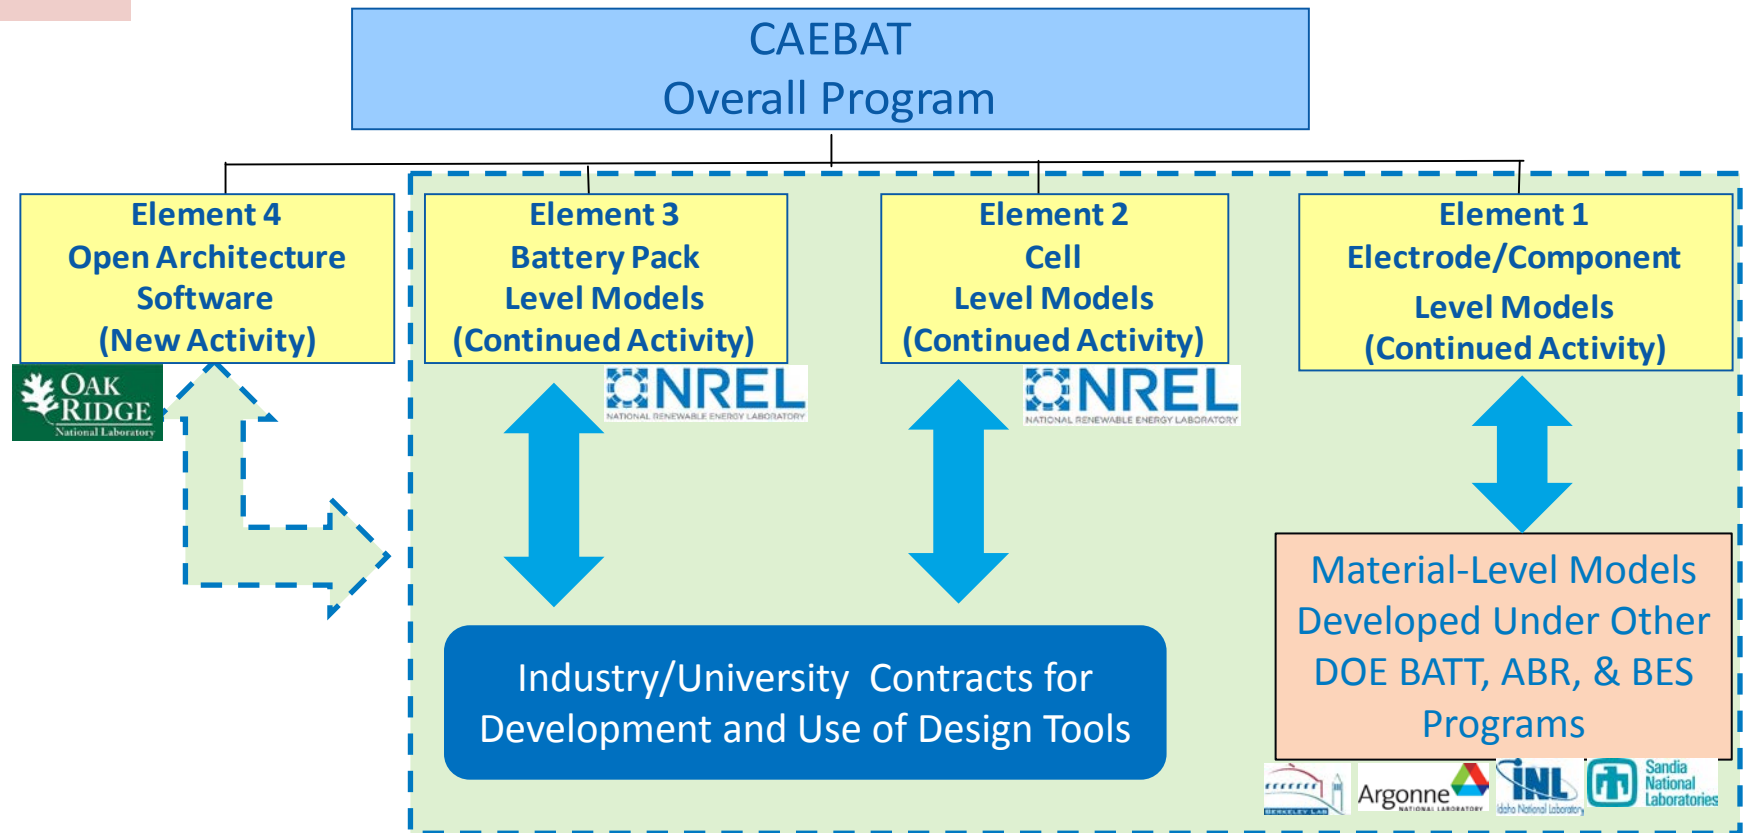 CAEBAT
Overall Program
Element 4
Open Architecture
Software
(New Activity)
Element 3
Battery Pack
Level Models
(Continued Activity)
Element 2
Cell
Level Models
(Continued Activity)
Element 1
Electrode/Component
Level Models
(Continued Activity)
OAK
RIDGE
National Laboratory
NREL
NATIONAL RENEWABLE ENERGY LABORATORY
NREL
NATIONAL RENEWABLE ENERGY LABORATORY
Industry/University Contracts for
Development and Use of Design Tools
Material-Level Models
Developed Under Other
DOE BATT, ABR, & BES
Programs
BERKELEY LAB
Argonne
NATIONAL LABORATORY
INL
Idaho National Laboratory
Sandia
National
Laboratories